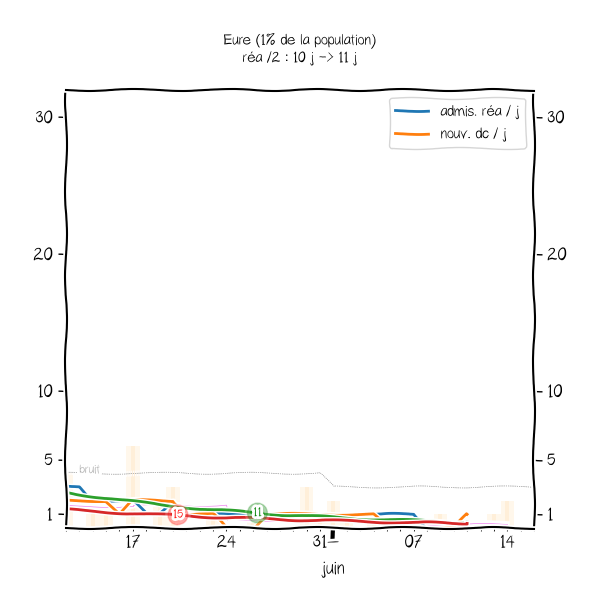 Eure (1% de la population)
réa /2 : 10 j -> 11 j
admis. réa / j
nouv. dc / j
30
30
20
20
10
10
5
5
bruit
1
15
11
1
17
24
31
07
14
juin